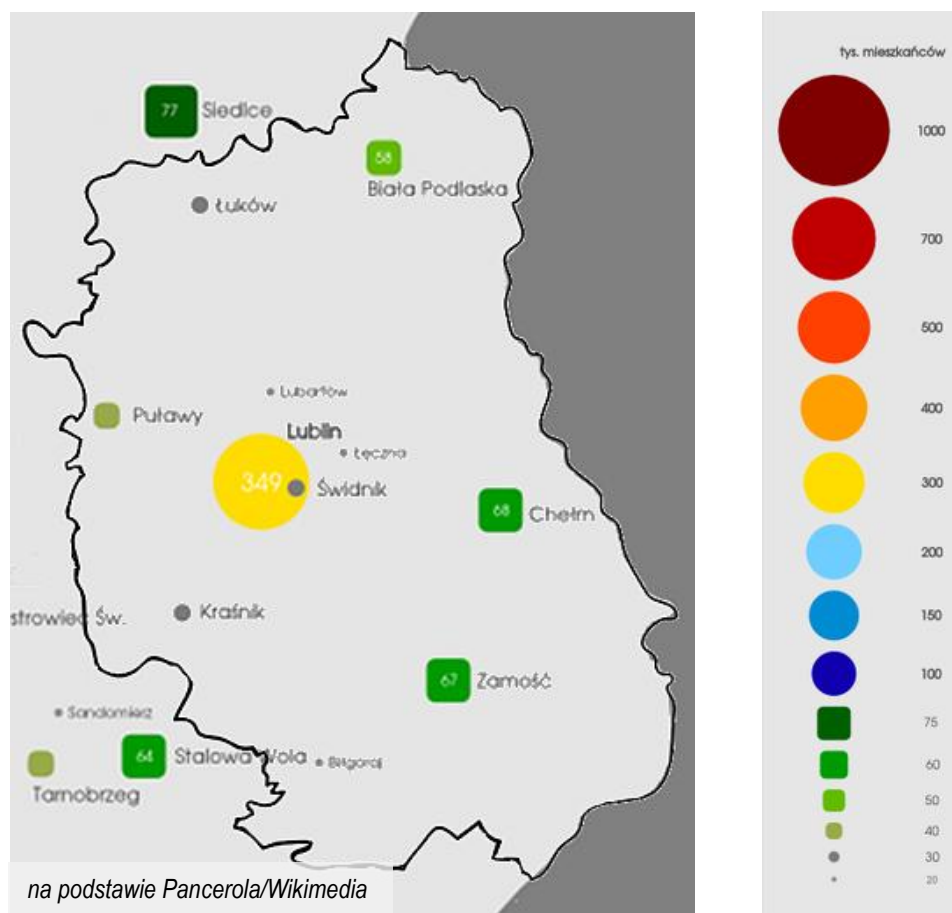 77 Siedlce
58
Biała Podlaska
Łuków
Lubartów
Puławy
Lublin
Łęczna
349 Świdnik
68 Chełm
Kraśnik
strowiec Św.
67 Zamość
Sandomierz
64 Stalowa Wola
Biłgoraj
Tarnobrzeg
na podstawie Pancerola/Wikimedia
tys. mieszkańców
1000
700
500
400
300
200
150
100
75
60
50
40
30
20